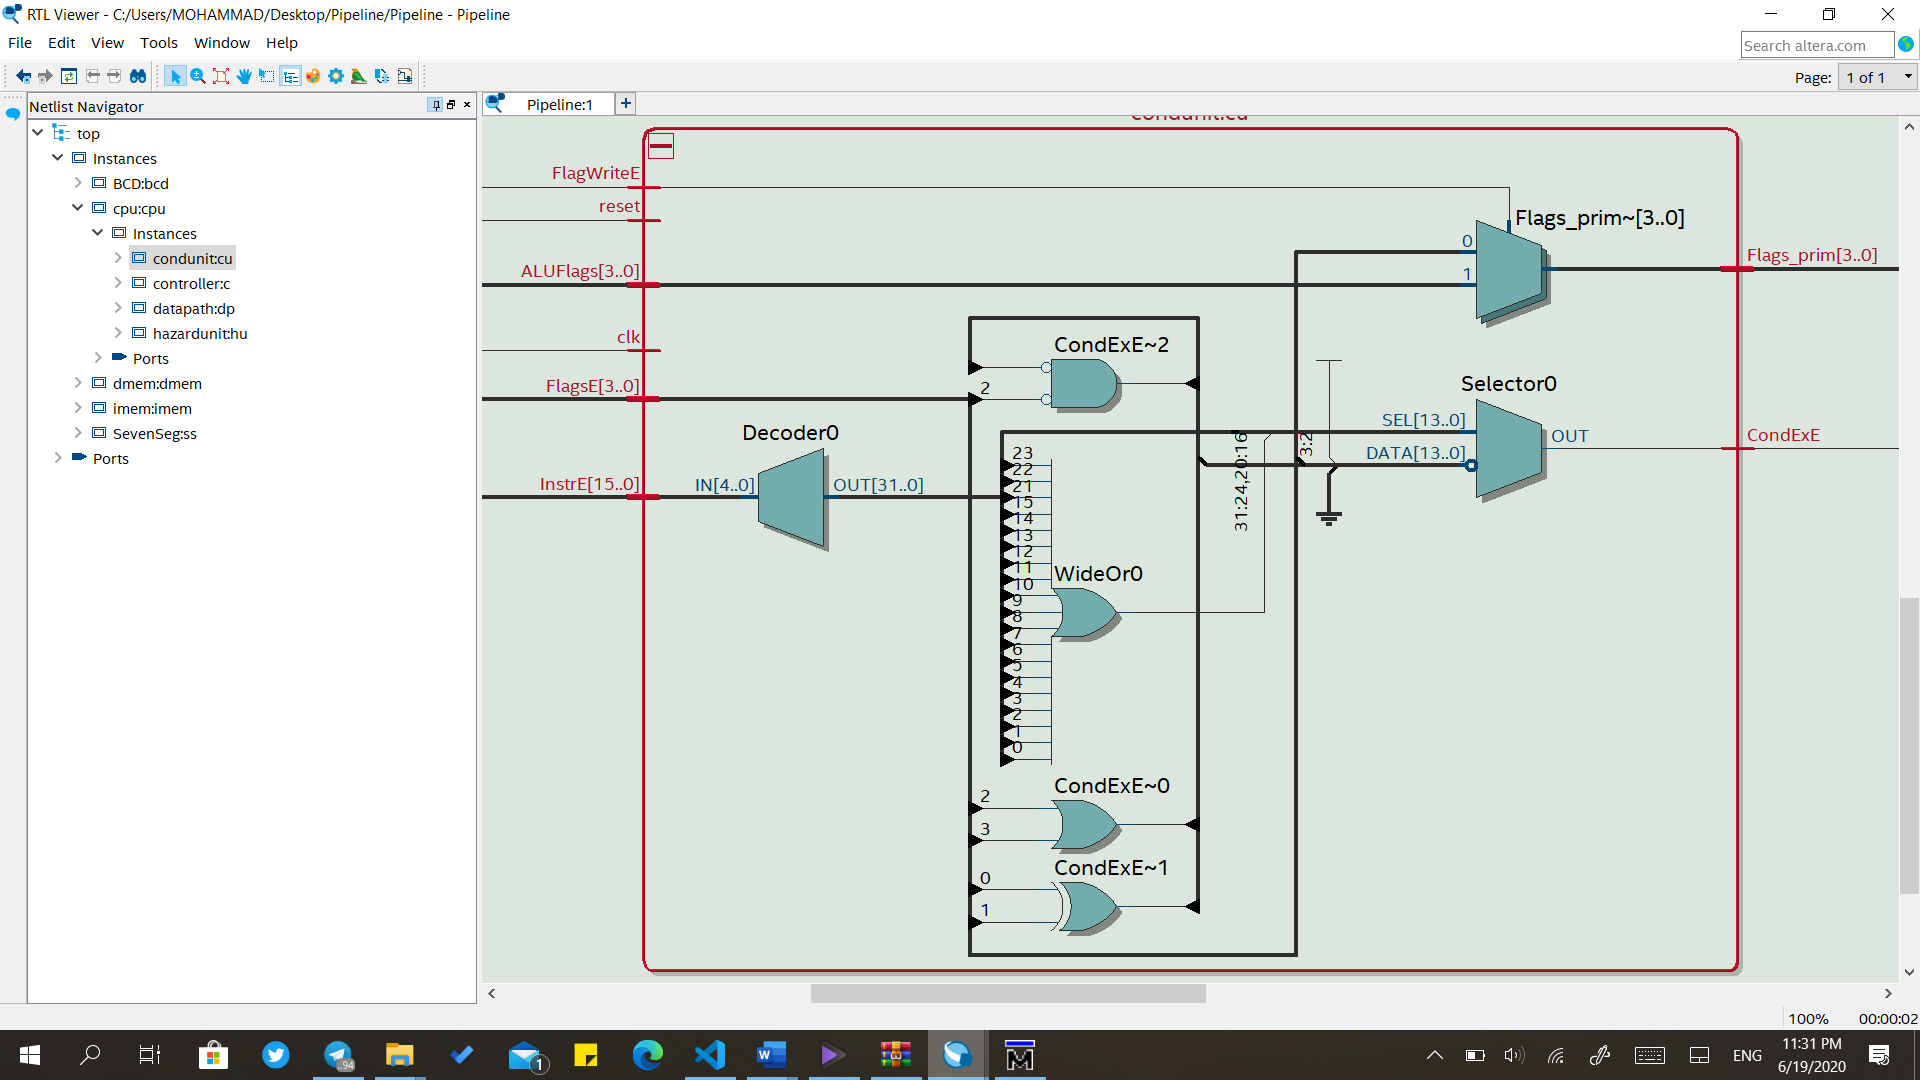 RTL Viewer - C:/Users/MOHAMMAD/Desktop/Pipeline/Pipeline - Pipeline
File Edit View Tools Window Help
Search altera.com
Page: 1 of 1
Netlist Navigator
Pipeline:1
top
Instances
BCD:bcd
cpu:cpu
Instances
condunit:cu
controller:c
datapath:dp
hazardunit:hu
Ports
dmem:dmem
imem:imem
SevenSeg:ss
Ports
condunit:cu
FlagWriteE
reset
ALUFlags[3..0]
clk
FlagsE[3..0]
InstrE[15..0]
Decoder0
IN[4..0]
OUT[31..0]
CondExE~2
2
23
22
21
15
14
13
12
11
10
9
8
7
6
5
4
3
2
1
0
WideOr0
CondExE~0
2
3
CondExE~1
0
1
31:24,20:16
3:2
Flags_prim~[3..0]
0
1
Flags_prim[3..0]
Selector0
SEL[13..0]
DATA[13..0]
OUT
CondExE
100% 00:00:02
94
1
ENG
11:31 PM
6/19/2020